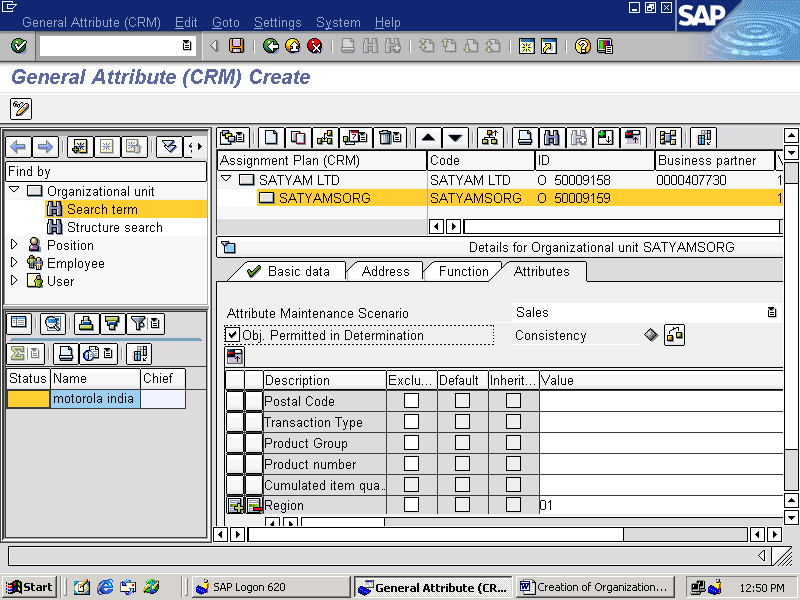 General Attribute (CRM) Edit Goto Settings System Help
SAP
General Attribute (CRM) Create
Find by
Organizational unit
Search term
Structure search
Position
Employee
User
Status Name Chief
motorola india
Assignment Plan (CRM) Code ID Business partner
SATYAM LTD SATYAM LTD O 50009158 0000407730 1
SATYAMSORG SATYAMSORG O 50009159 1
Details for Organizational unit SATYAMSORG
Basic data Address Function Attributes
Attribute Maintenance Scenario Sales
Obj. Permitted in Determination Consistency
Description Exclu... Default Inherit... Value
Postal Code
Transaction Type
Product Group
Product number
Cumulated item qua..
Region 01
Start SAP Logon 620 General Attribute (CR... Creation of Organization... 12:50 PM